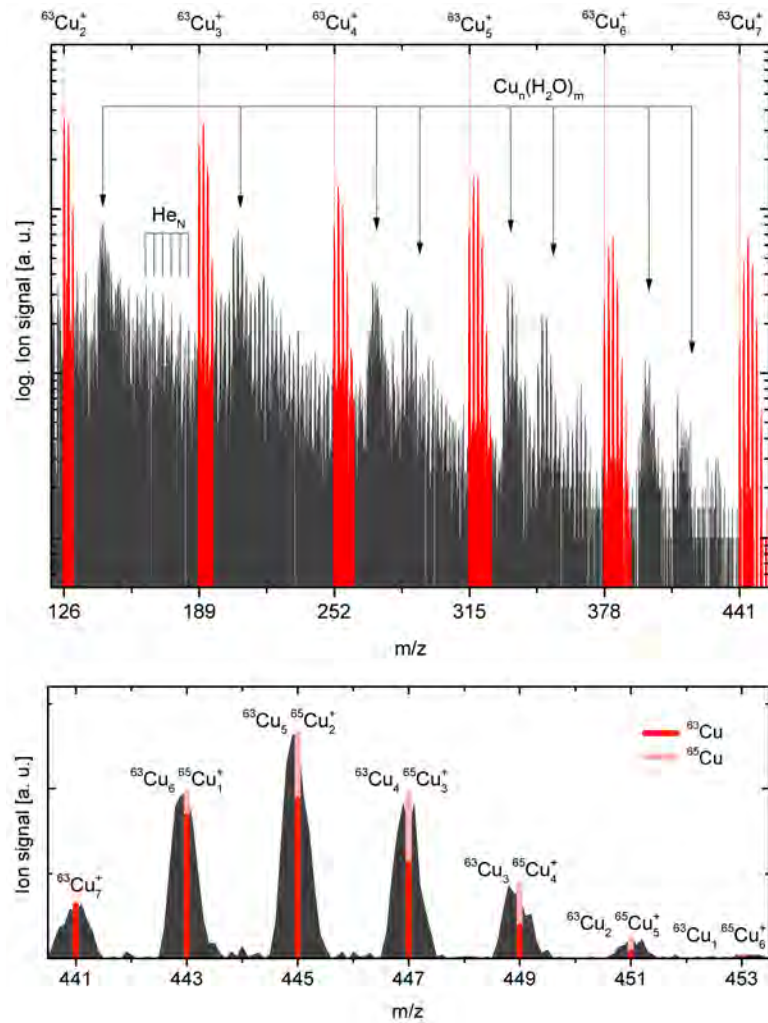 ⁶³Cu₂⁺ ⁶³Cu₃⁺ ⁶³Cu₄⁺ ⁶³Cu₅⁺ ⁶³Cu₆⁺ ⁶³Cu₇⁺
Cuₙ(H₂O)ₘ
He_N
log. Ion signal [a. u.]
126 189 252 315 378 441
m/z
⁶³Cu₅ ⁶⁵Cu₂⁺
⁶³Cu
⁶⁵Cu
⁶³Cu₆ ⁶⁵Cu₁⁺
⁶³Cu₄ ⁶⁵Cu₃⁺
⁶³Cu₇⁺
⁶³Cu₃ ⁶⁵Cu₄⁺
⁶³Cu₂ ⁶⁵Cu₅⁺
⁶³Cu₁ ⁶⁵Cu₆⁺
Ion signal [a. u.]
441 443 445 447 449 451 453
m/z